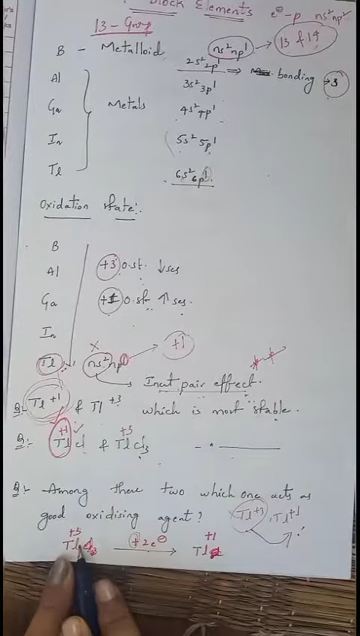 Block Elements
e⊖ - p ns²np¹
13 - Group
ns²np¹ → 13 & 14
B - Metalloid 2s²2p¹ ⇒ bonding → 3
Al 3s²3p¹
Ga Metals 4s²4p¹
In 5s²5p¹
Tl 6s²6p¹
Oxidation state:-
B
Al +3 o.st. ↓ses
Ga +1 o.st ↑ses.
In
Tl ns²np¹ → +1
Inert pair effect.
Q:- Tl⁺¹ & Tl⁺³ which is most stable.
Q:- TlCl & TlCl₃
+1 +3
Q:- Among these two which one acts as
good oxidising agent? Tl⁺³, Tl⁺¹
+3 +1
Tl +2e⊖ → Tl